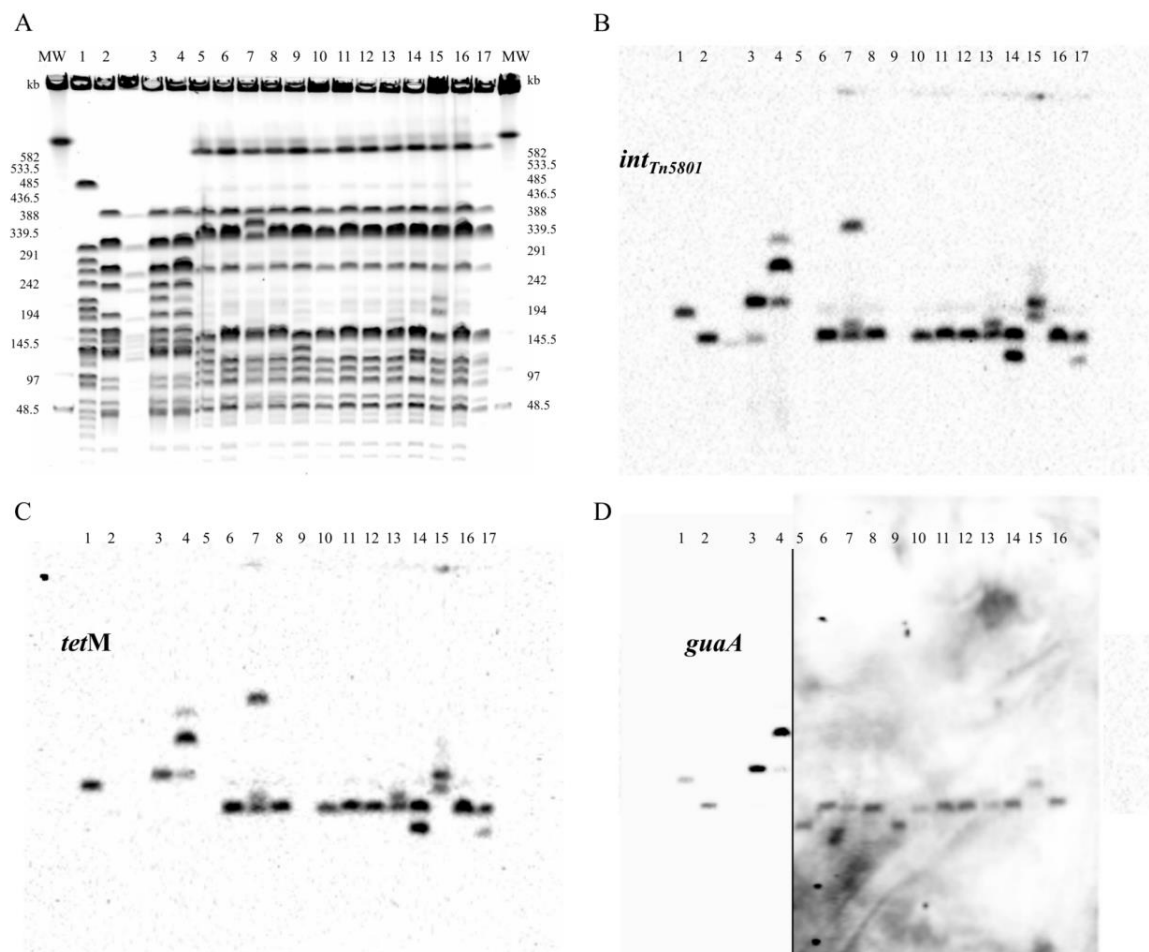 A
MW 1 2 3 4 5 6 7 8 9 10 11 12 13 14 15 16 17 MW
kb kb
582 582
533.5 533.5
485 485
436.5 436.5
388 388
339.5 339.5
291 291
242 242
194 194
145.5 145.5
97 97
48.5 48.5
B
1 2 3 4 5 6 7 8 9 10 11 12 13 14 15 16 17
intTn5801
C
1 2 3 4 5 6 7 8 9 10 11 12 13 14 15 16 17
tetM
D
1 2 3 4 5 6 7 8 9 10 11 12 13 14 15 16
guaA